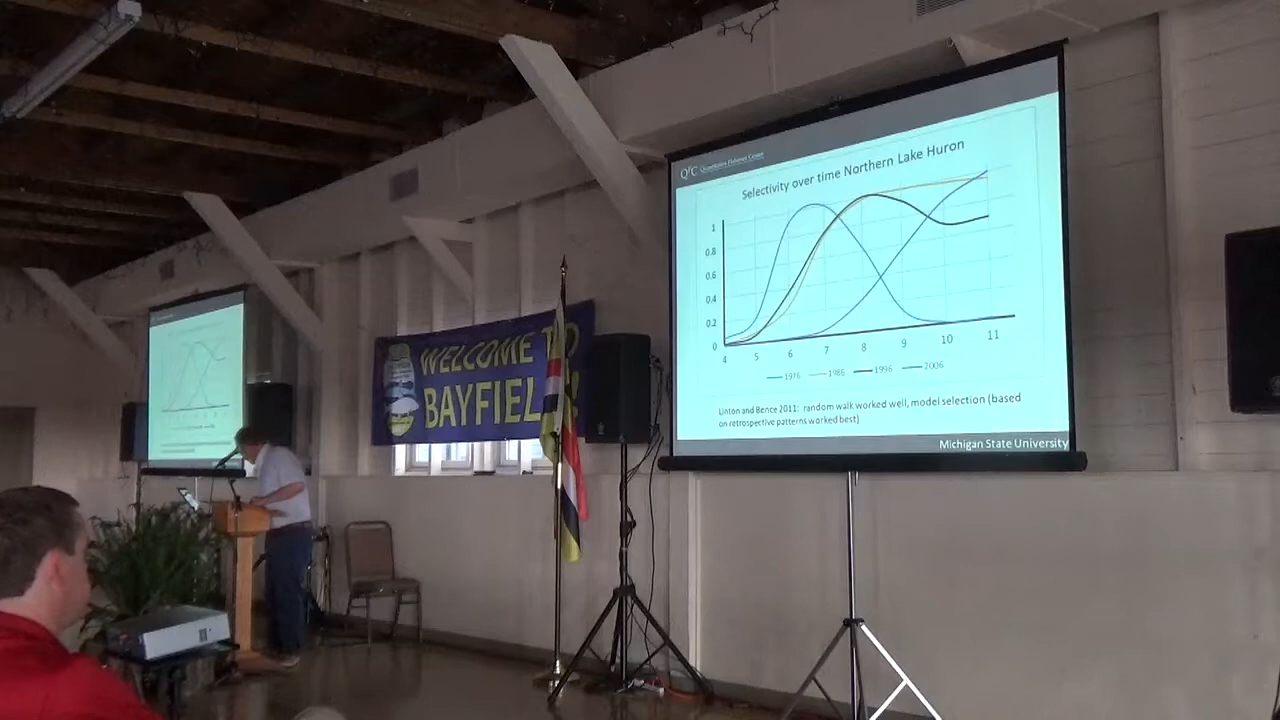 WELCOME TO
BAYFIEL
QFC Quantitative Fisheries Center
Selectivity over time Northern Lake Huron
1
0.8
0.6
0.4
0.2
0
4 5 6 7 8 9 10 11
1976 1986 1996 2006
Linton and Bence 2011: random walk worked well, model selection (based
on retrospective patterns worked best)
Michigan State University